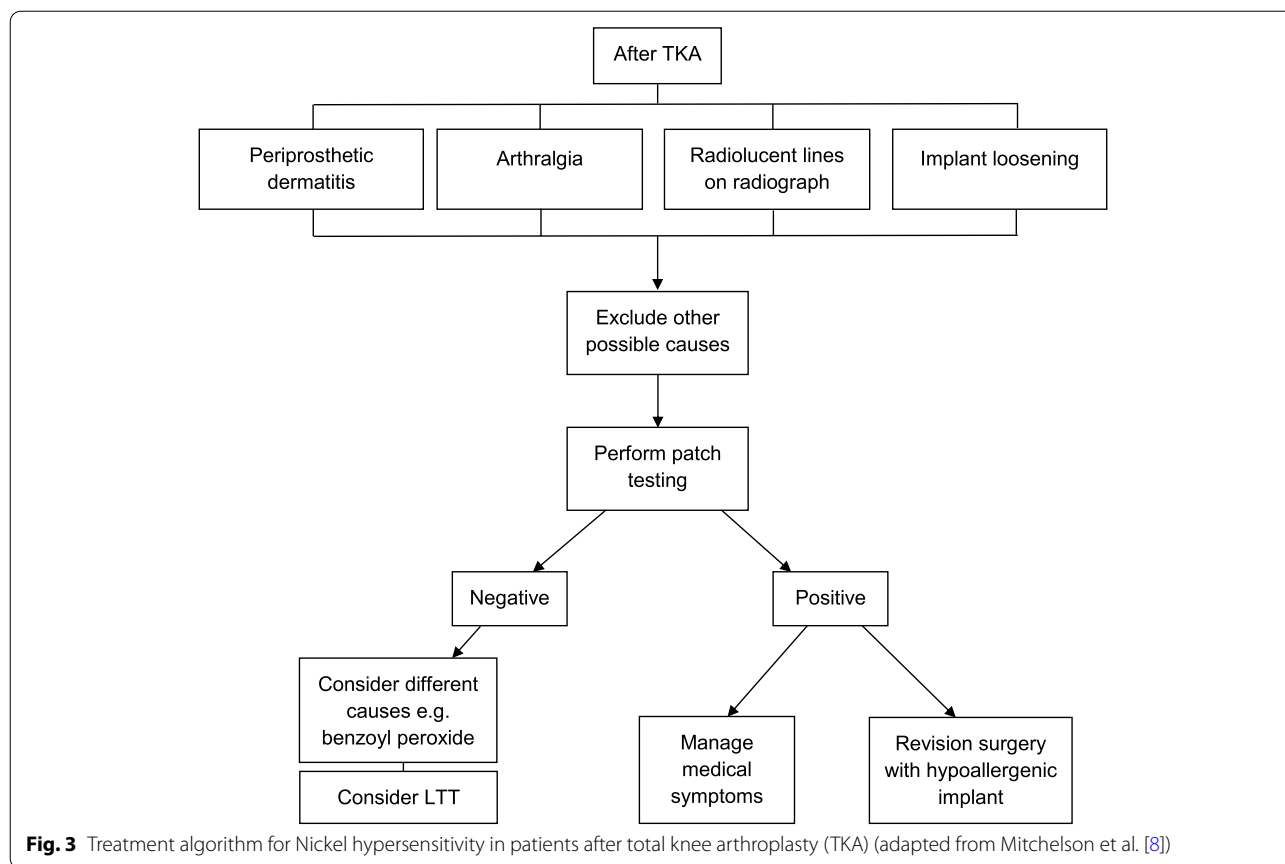 After TKA
Periprosthetic
dermatitis
Arthralgia
Radiolucent lines
on radiograph
Implant loosening
Exclude other
possible causes
Perform patch
testing
Negative
Positive
Consider different
causes e.g.
benzoyl peroxide
Consider LTT
Manage
medical
symptoms
Revision surgery
with hypoallergenic
implant
Fig. 3 Treatment algorithm for Nickel hypersensitivity in patients after total knee arthroplasty (TKA) (adapted from Mitchelson et al. [8])